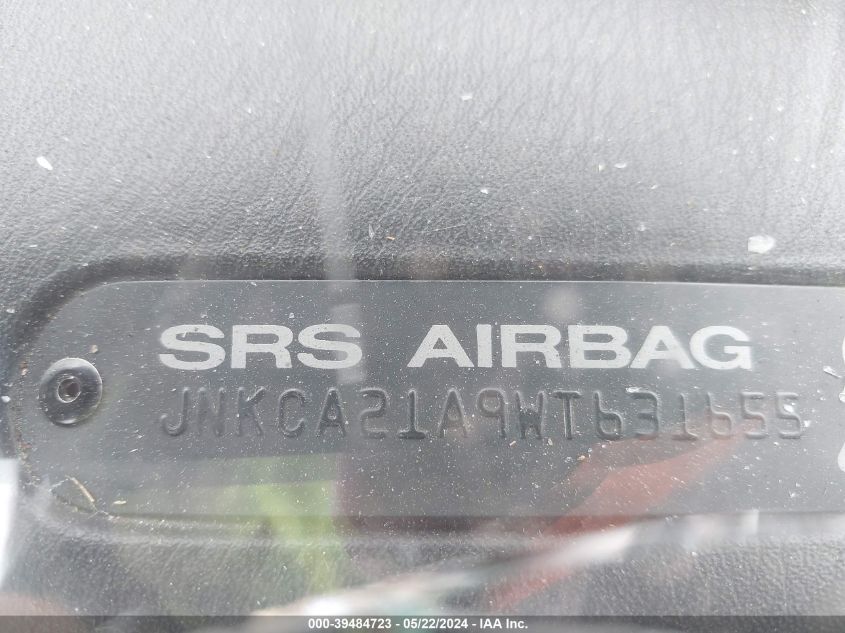 SRS AIRBAG
JNKCA21A9WT631655
000-39484723 - 05/22/2024 - IAA Inc.